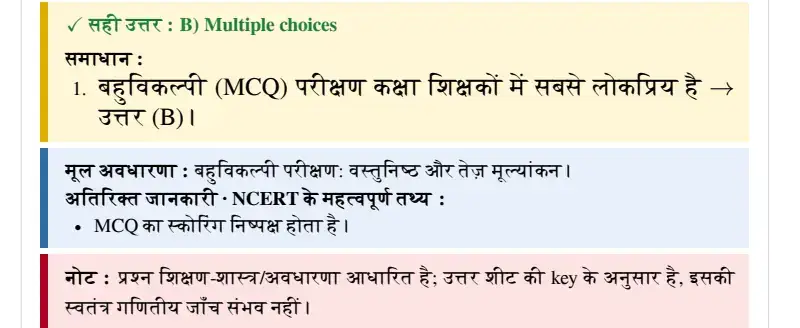 ✓ सही उत्तर : B) Multiple choices
समाधान :
1. बहुविकल्पी (MCQ) परीक्षण कक्षा शिक्षकों में सबसे लोकप्रिय है →
उत्तर (B)।
मूल अवधारणा : बहुविकल्पी परीक्षण: वस्तुनिष्ठ और तेज़ मूल्यांकन।
अतिरिक्त जानकारी · NCERT के महत्वपूर्ण तथ्य :
• MCQ का स्कोरिंग निष्पक्ष होता है।
नोट : प्रश्न शिक्षण-शास्त्र/अवधारणा आधारित है; उत्तर शीट की key के अनुसार है, इसकी
स्वतंत्र गणितीय जाँच संभव नहीं।